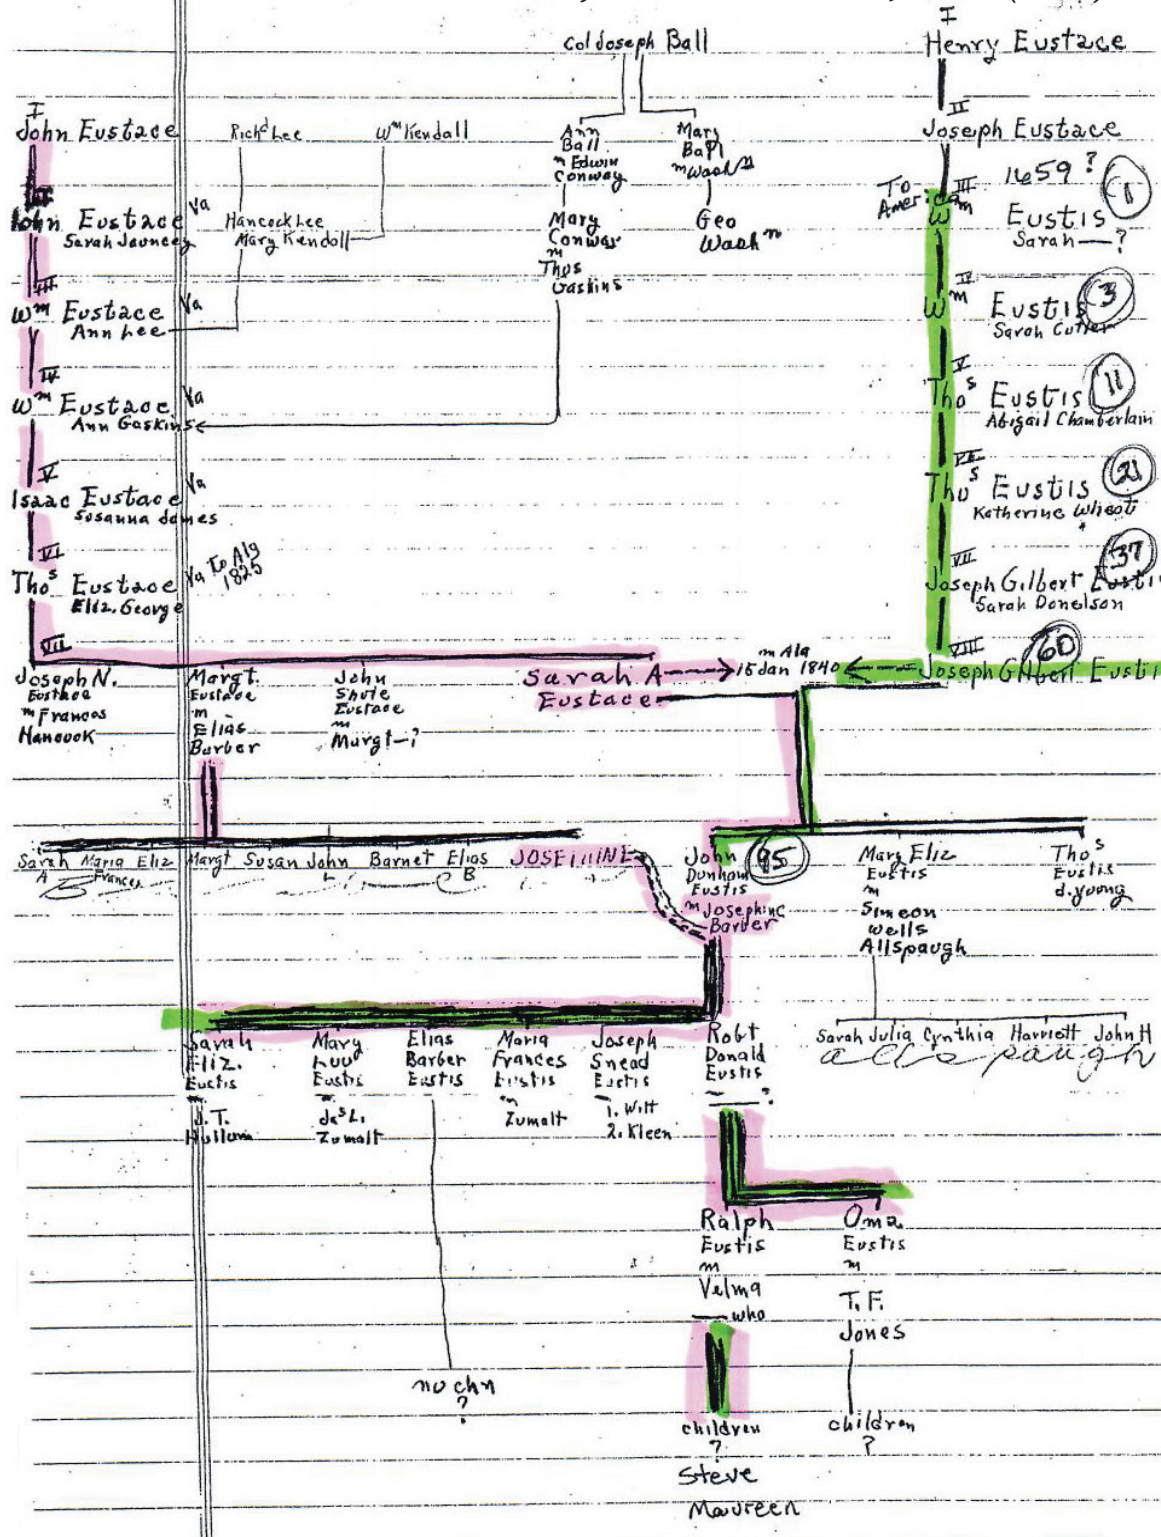 I
Col Joseph Ball
Henry Eustace
I
John Eustace
Richd Lee
Wm Kendall
Ann
Ball
m Edwin
Conway
Mary
Ball
m Wash
II
Joseph Eustace
To
America
III
1659 ?
1
John Eustace Va
Sarah Jauncey
Hancock Lee
Mary Kendall
Mary
Conway
m
Thos
Gaskins
Geo
Washn
Wm
Eustis
Sarah — ?
III
Wm Eustace Va
Ann Lee
IV
Wm
Eustis
3
Sarah Cutler
IV
Wm Eustace Va
Ann Gaskins
V
Thos Eustis
11
Abigail Chamberlain
V
Isaac Eustace Va
Susanna James
VI
Thos Eustis
21
Katherine
VI
Thos Eustace Va To Ala
1825
Eliz. George
VII
37
Joseph Gilbert Eustis
Sarah Donelson
VII
Joseph N.
Eustace
m Frances
Hancock
Margt.
Eustace
m
Elias
Barber
John
Shute
Eustace
m
Margt — ?
Sarah A
Eustace
m Ala
15 Jan 1840
VIII
60
Joseph Gilbert Eustis
Sarah
A
Maria
Frances
Eliz
Margt
Susan
John
L
Barnet
Elias
B
JOSEPHINE
John
Dunham
Eustis
95
m Josephine
Barber
Mary Eliz
Eustis
m
Simeon
Wells
Allspaugh
Thos
Eustis
d. young
Sarah
Eliz.
Eustis
m
J. T.
Hullum
Mary
Lou
Eustis
m
Jas L.
Zumalt
Elias
Barber
Eustis
Maria
Frances
Eustis
m
Zumalt
Joseph
Snead
Eustis
1. Wilt
2. Kleen
Robt
Donald
Eustis
?
Sarah Julia Cynthia Harriett John H
allspaugh
Ralph
Eustis
m
Velma
who
Oma
Eustis
m
T. F.
Jones
no chn
?
children
?
children
?
Steve
Maureen